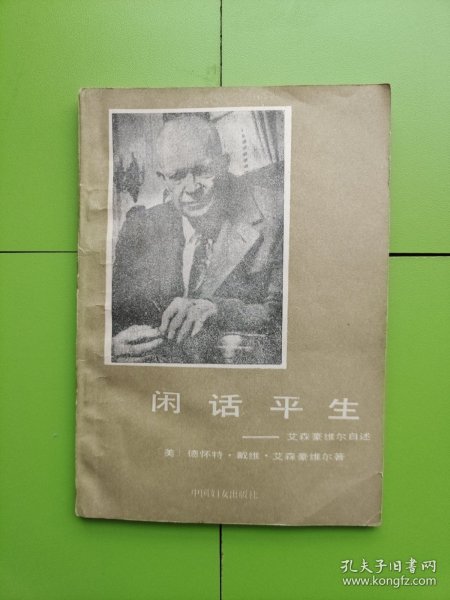 闲话平生
——艾森豪维尔自述
美〕德怀特·戴维·艾森豪维尔著
中国妇女出版社
孔夫子旧书网
www.kongfz.com